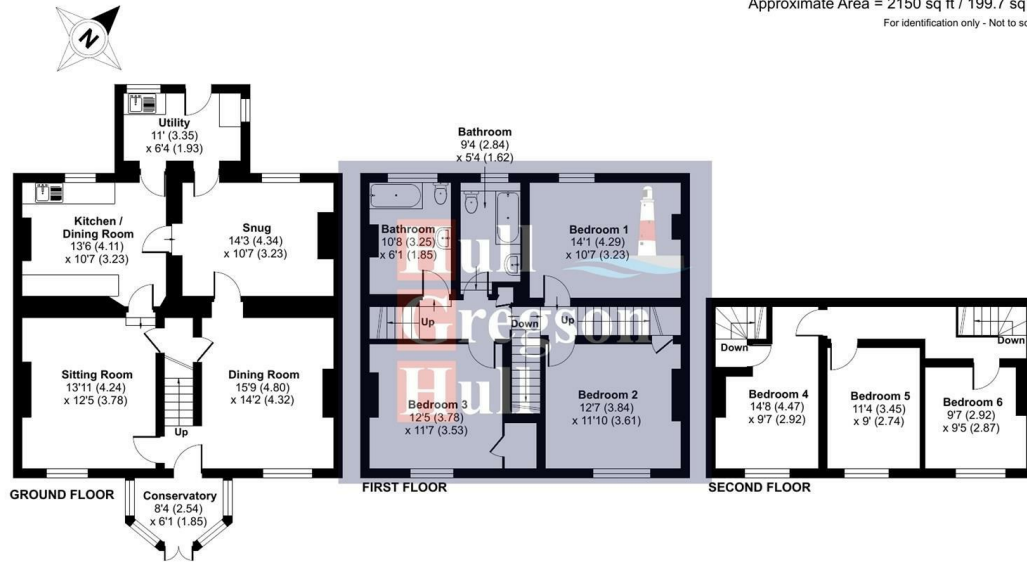 Approximate Area = 2150 sq ft / 199.7 sq
For identification only - Not to sc
N
Utility
11' (3.35)
x 6'4 (1.93)
Kitchen /
Dining Room
13'6 (4.11)
x 10'7 (3.23)
Snug
14'3 (4.34)
x 10'7 (3.23)
Sitting Room
13'11 (4.24)
x 12'5 (3.78)
Dining Room
15'9 (4.80)
x 14'2 (4.32)
Up
Conservatory
8'4 (2.54)
x 6'1 (1.85)
GROUND FLOOR
Bathroom
9'4 (2.84)
x 5'4 (1.62)
Bathroom
10'8 (3.25)
x 6'1 (1.85)
Bedroom 1
14'1 (4.29)
x 10'7 (3.23)
Up
Down
Up
Bedroom 3
12'5 (3.78)
x 11'7 (3.53)
Bedroom 2
12'7 (3.84)
x 11'10 (3.61)
FIRST FLOOR
Hull
Gregson
Hull
Down
Down
Bedroom 4
14'8 (4.47)
x 9'7 (2.92)
Bedroom 5
11'4 (3.45)
x 9' (2.74)
Bedroom 6
9'7 (2.92)
x 9'5 (2.87)
SECOND FLOOR